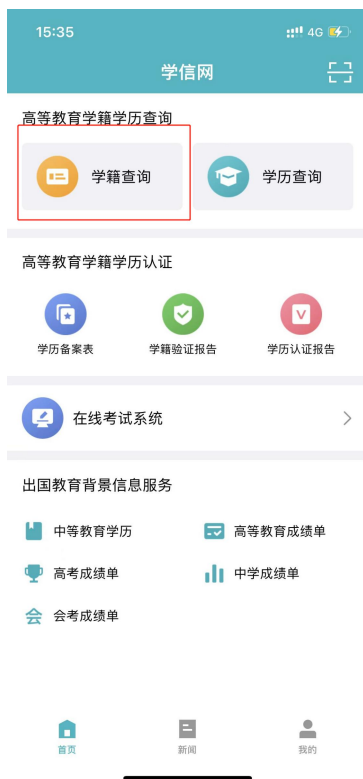 15:35 4G
学信网
高等教育学籍学历查询
学籍查询 学历查询
高等教育学籍学历认证
学历备案表 学籍验证报告 学历认证报告
在线考试系统
出国教育背景信息服务
中等教育学历 高等教育成绩单
高考成绩单 中学成绩单
会 会考成绩单
首页 新闻 我的